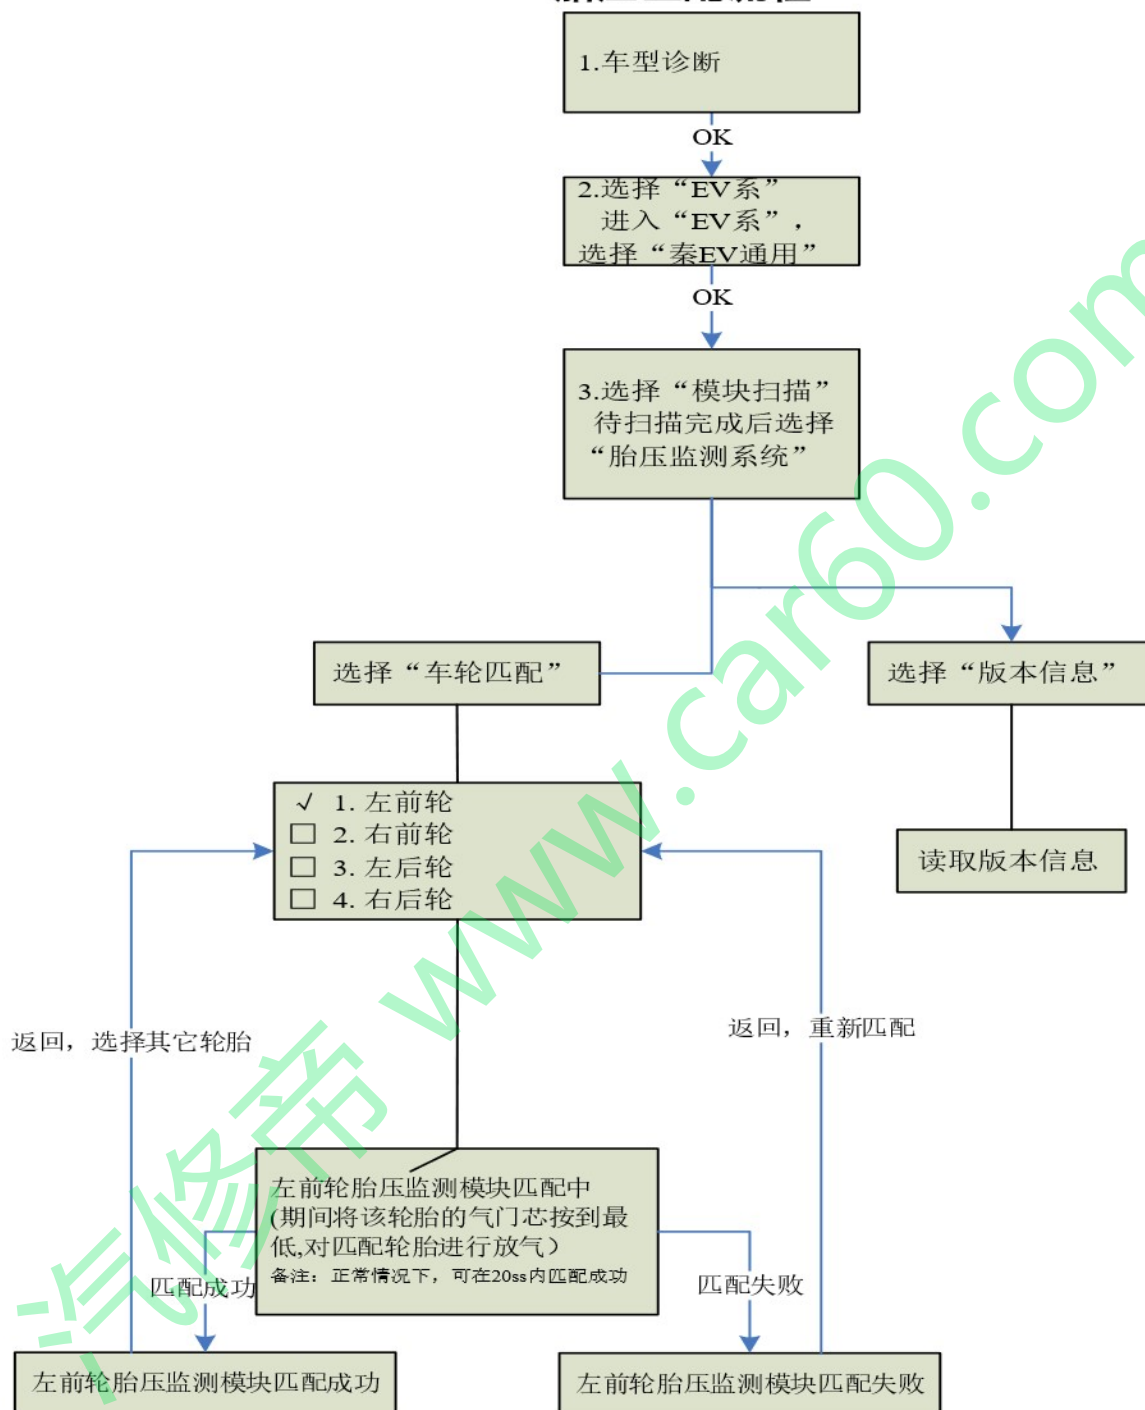 1.车型诊断
OK
2.选择“EV系”
进入“EV系”，
选择“秦EV通用”
OK
3.选择“模块扫描”
待扫描完成后选择
“胎压监测系统”
选择“车轮匹配”
选择“版本信息”
√ 1. 左前轮
□ 2. 右前轮
□ 3. 左后轮
□ 4. 右后轮
读取版本信息
返回，选择其它轮胎
返回，重新匹配
左前轮胎压监测模块匹配中
(期间将该轮胎的气门芯按到最
低,对匹配轮胎进行放气）
备注：正常情况下，可在20ss内匹配成功
匹配成功
匹配失败
左前轮胎压监测模块匹配成功
左前轮胎压监测模块匹配失败
汽修帝 www.car60.com